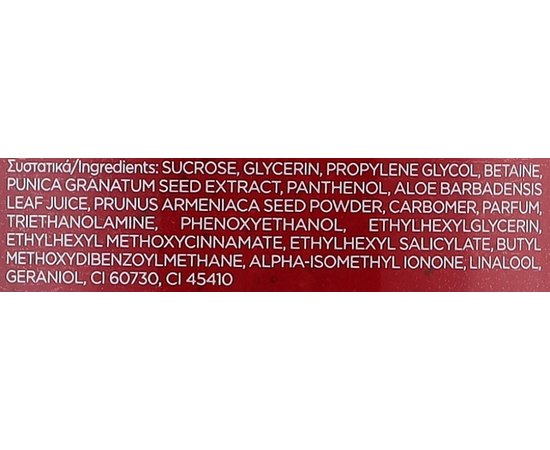 Συστατικά/Ingredients: SUCROSE, GLYCERIN, PROPYLENE GLYCOL, BETAINE,
PUNICA GRANATUM SEED EXTRACT, PANTHENOL, ALOE BARBADENSIS
LEAF JUICE, PRUNUS ARMENIACA SEED POWDER, CARBOMER, PARFUM,
TRIETHANOLAMINE, PHENOXYETHANOL, ETHYLHEXYLGLYCERIN,
ETHYLHEXYL METHOXYCINNAMATE, ETHYLHEXYL SALICYLATE, BUTYL
METHOXYDIBENZOYLMETHANE, ALPHA-ISOMETHYL IONONE, LINALOOL,
GERANIOL, CI 60730, CI 45410